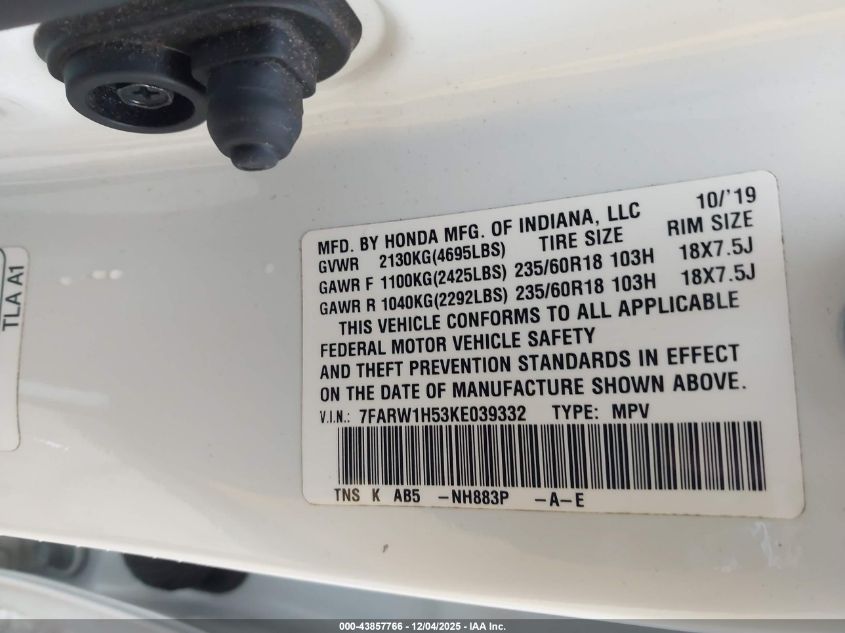 MFD. BY HONDA MFG. OF INDIANA, LLC 10/'19
GVWR 2130KG(4695LBS) TIRE SIZE RIM SIZE
GAWR F 1100KG(2425LBS) 235/60R18 103H 18X7.5J
GAWR R 1040KG(2292LBS) 235/60R18 103H 18X7.5J
THIS VEHICLE CONFORMS TO ALL APPLICABLE
FEDERAL MOTOR VEHICLE SAFETY
AND THEFT PREVENTION STANDARDS IN EFFECT
ON THE DATE OF MANUFACTURE SHOWN ABOVE.
V.I.N.: 7FARW1H53KE039332 TYPE: MPV
TNS K AB5 -NH883P -A-E
TLA A1
000-43857766 - 12/04/2025 - IAA Inc.